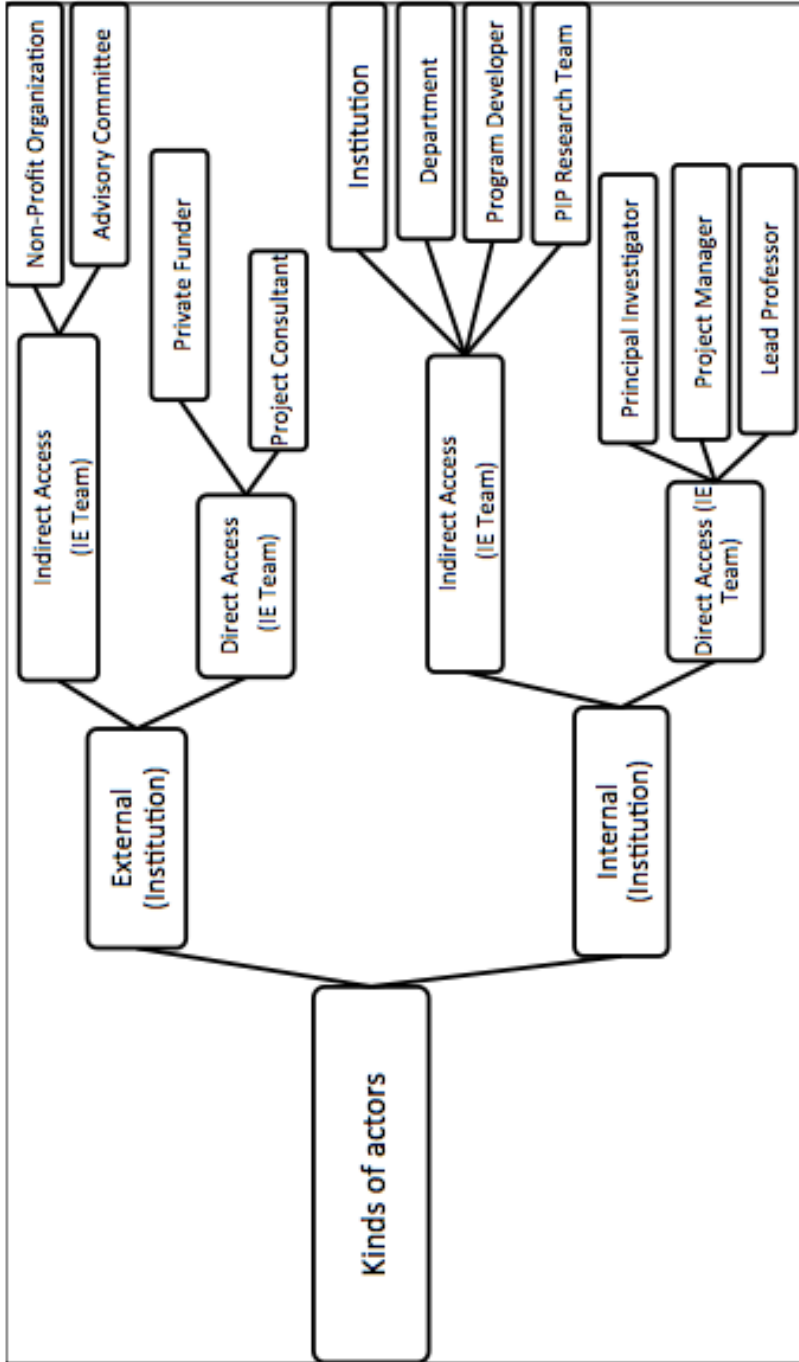 Kinds of actors
External
(Institution)
Indirect Access
(IE Team)
Non-Profit Organization
Advisory Committee
Direct Access
(IE Team)
Private Funder
Project Consultant
Internal
(Institution)
Indirect Access
(IE Team)
Institution
Department
Program Developer
PIP Research Team
Direct Access (IE
Team)
Principal Investigator
Project Manager
Lead Professor